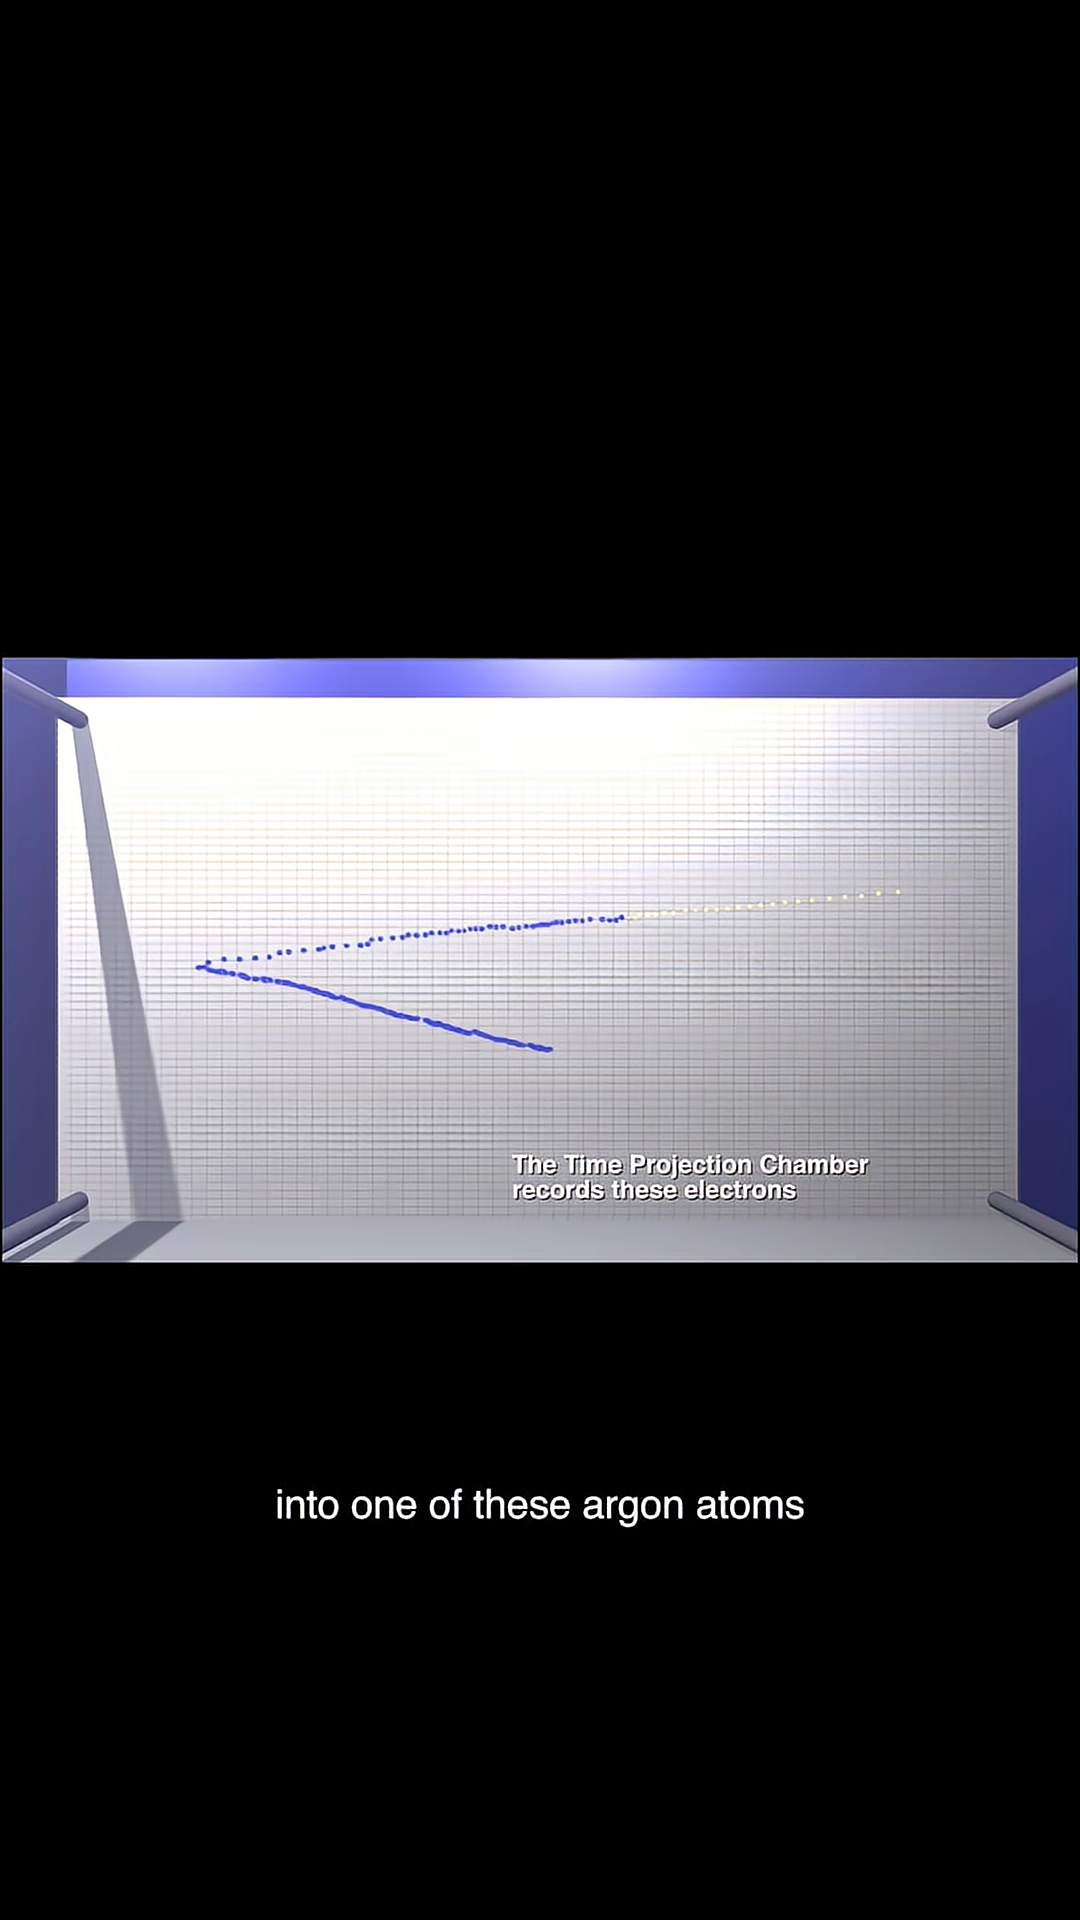 The Time Projection Chamber
records these electrons
into one of these argon atoms